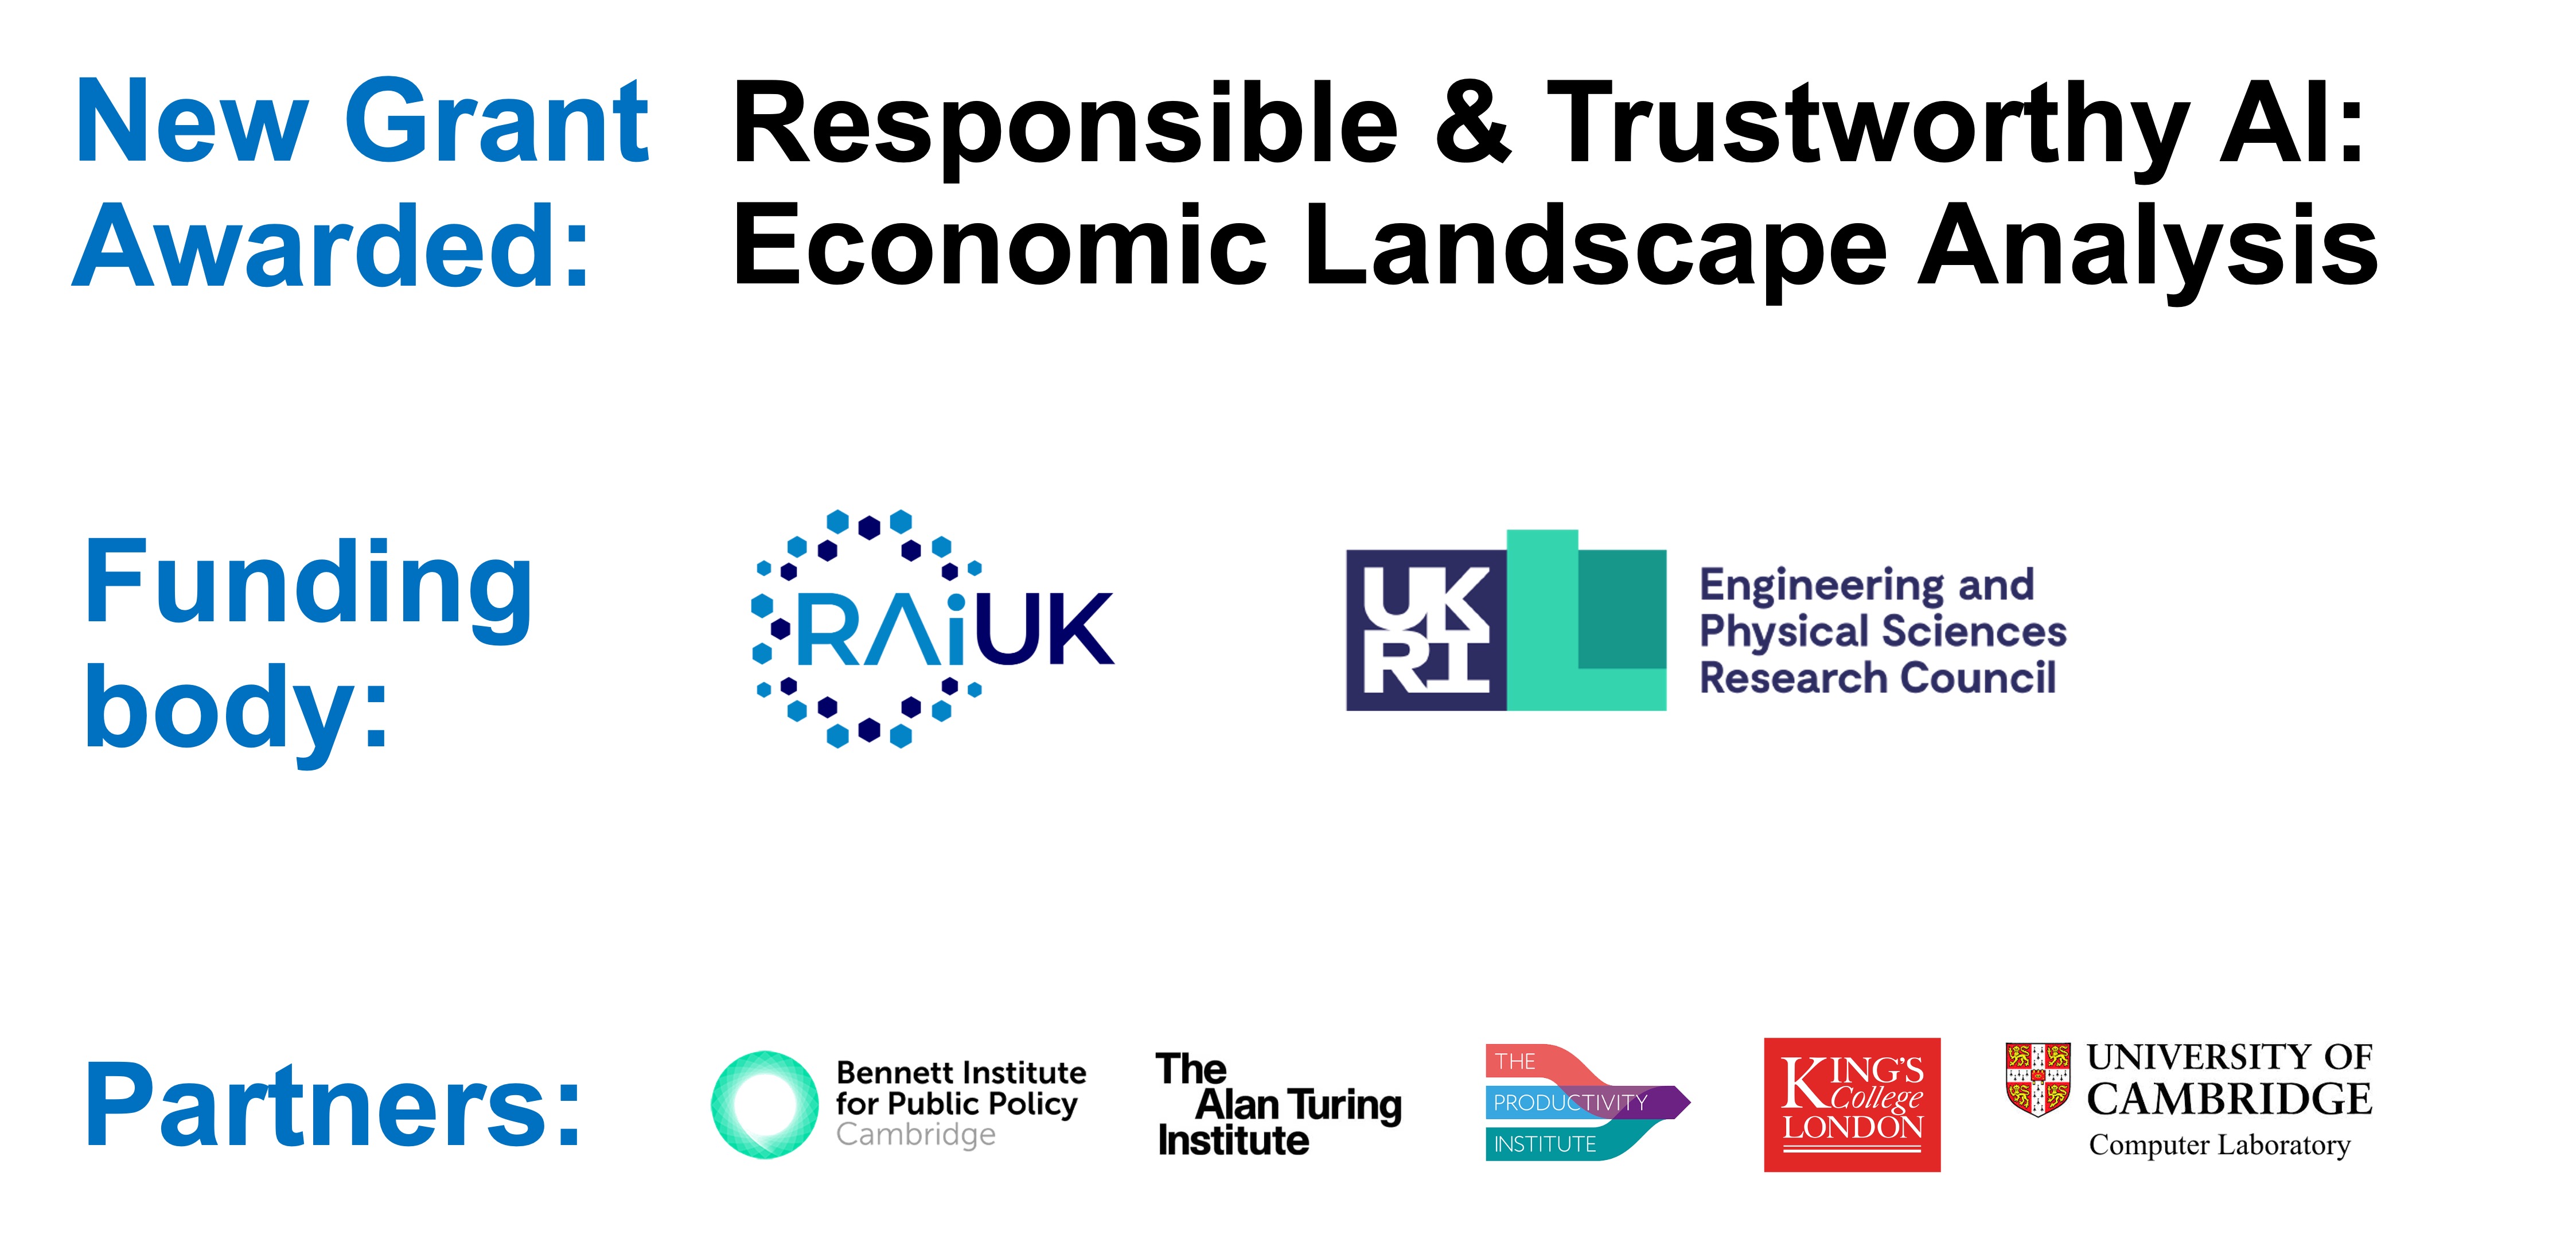 New Grant
Awarded:
Responsible & Trustworthy AI:
Economic Landscape Analysis
Funding
body:
RAiUK
UK
RI
Engineering and
Physical Sciences
Research Council
Partners:
Bennett Institute
for Public Policy
Cambridge
The
Alan Turing
Institute
THE
PRODUCTIVITY
INSTITUTE
KING'S
College
LONDON
UNIVERSITY OF
CAMBRIDGE
Computer Laboratory